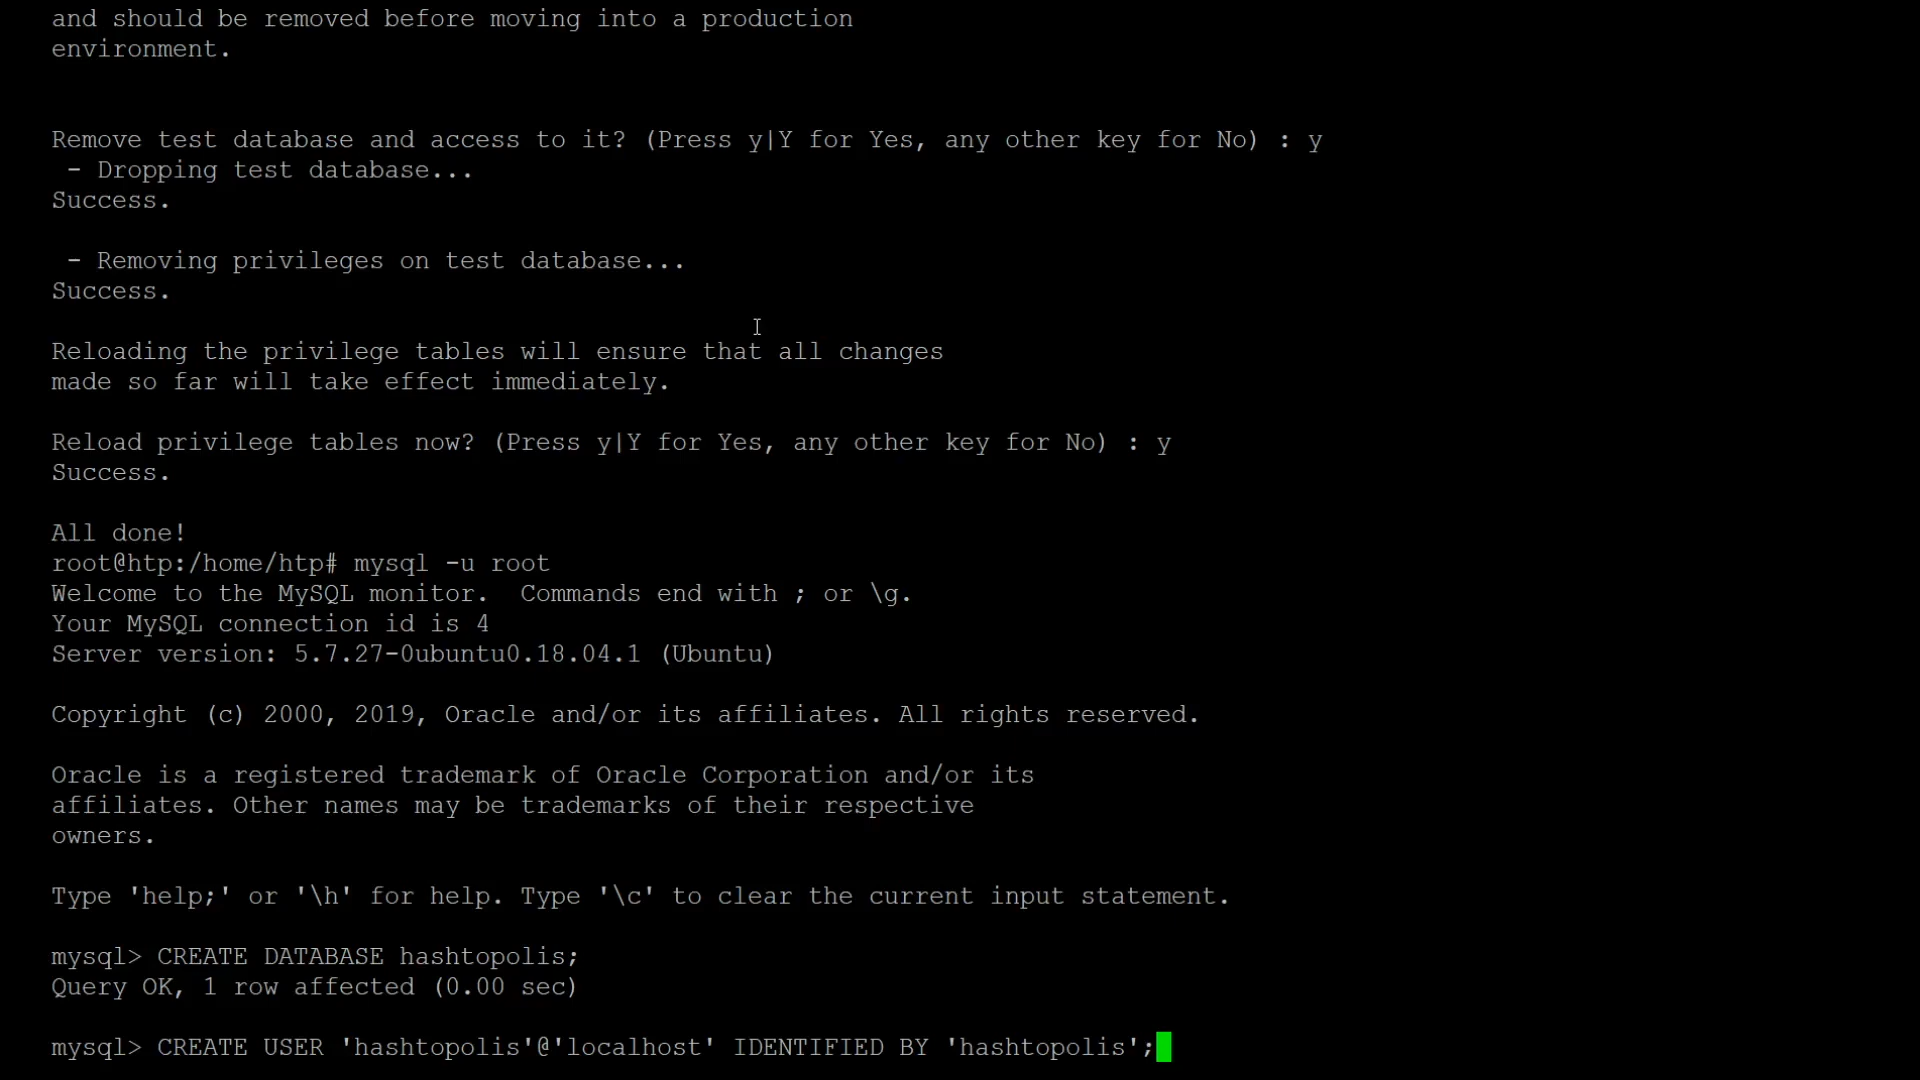 and should be removed before moving into a production
environment.
Remove test database and access to it? (Press y|Y for Yes, any other key for No) : y
 - Dropping test database...
Success.
 - Removing privileges on test database...
Success.
Reloading the privilege tables will ensure that all changes
made so far will take effect immediately.
Reload privilege tables now? (Press y|Y for Yes, any other key for No) : y
Success.
All done!
root@htp:/home/htp# mysql -u root
Welcome to the MySQL monitor.  Commands end with ; or \g.
Your MySQL connection id is 4
Server version: 5.7.27-0ubuntu0.18.04.1 (Ubuntu)
Copyright (c) 2000, 2019, Oracle and/or its affiliates. All rights reserved.
Oracle is a registered trademark of Oracle Corporation and/or its
affiliates. Other names may be trademarks of their respective
owners.
Type 'help;' or '\h' for help. Type '\c' to clear the current input statement.
mysql> CREATE DATABASE hashtopolis;
Query OK, 1 row affected (0.00 sec)
mysql> CREATE USER 'hashtopolis'@'localhost' IDENTIFIED BY 'hashtopolis';